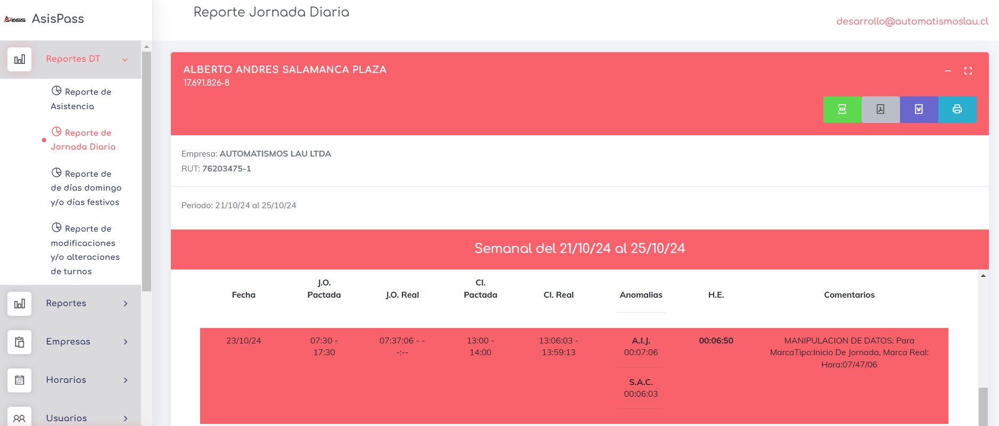 APASS AsisPass
Reporte Jornada Diaria
desarrollo@automatismoslau.cl
Reportes DT
Reporte de
Asistencia
Reporte de
Jornada Diaria
Reporte de
de días domingo
y/o días festivos
Reporte de
modificaciones
y/o alteraciones
de turnos
Reportes
Empresas
Horarios
Usuarios
ALBERTO ANDRES SALAMANCA PLAZA
17.691.826-8
XLS
Empresa: AUTOMATISMOS LAU LTDA
RUT: 76203475-1
Periodo: 21/10/24 al 25/10/24
Semanal del 21/10/24 al 25/10/24
Fecha
J.O.
Pactada
J.O. Real
Cl.
Pactada
Cl. Real
Anomalias
H.E.
Comentarios
23/10/24
07:30 -
17:30
07:37:06 - -
-:--
13:00 -
14:00
13:06:03 -
13:59:13
A.I.J.
00:07:06
S.A.C.
00:06:03
00:06:50
MANIPULACION DE DATOS; Para
MarcaTipo:Inicio De Jornada, Marca Real:
Hora:07/47/06